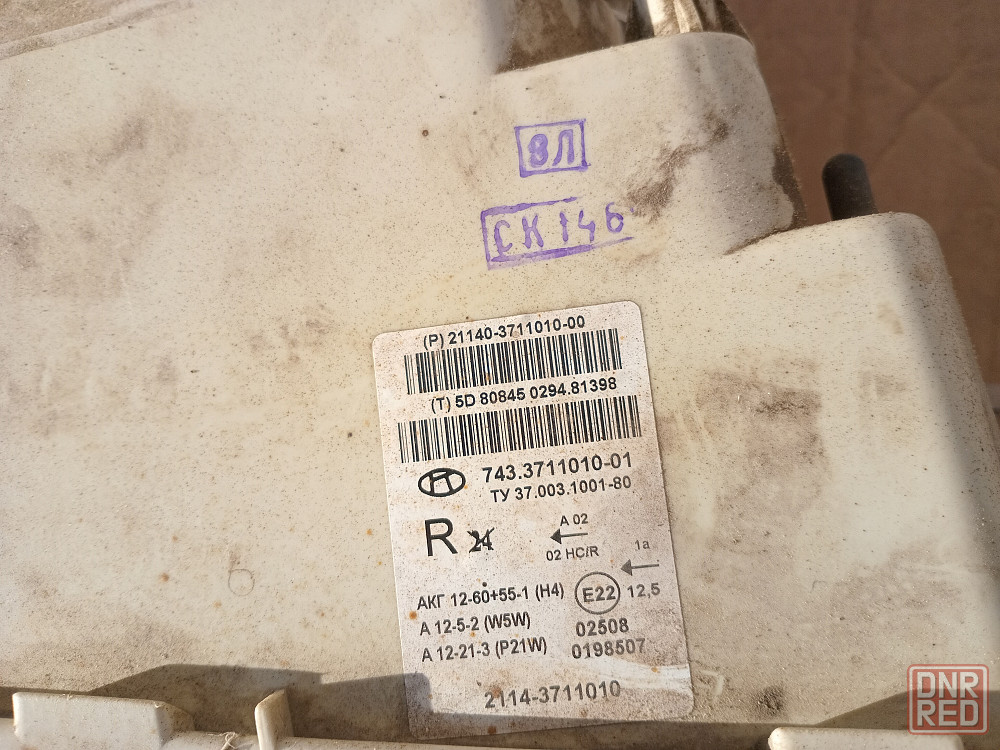 8Л
СК146
(P) 21140-3711010-00
(T) 5D 80845 0294.81398
743.3711010-01
ТУ 37.003.1001-80
R 24
A 02
02 HC/R
1a
АКГ 12-60+55-1 (H4)
E22
12,5
А 12-5-2 (W5W)
02508
А 12-21-3 (P21W)
0198507
2114-3711010
DNR
RED